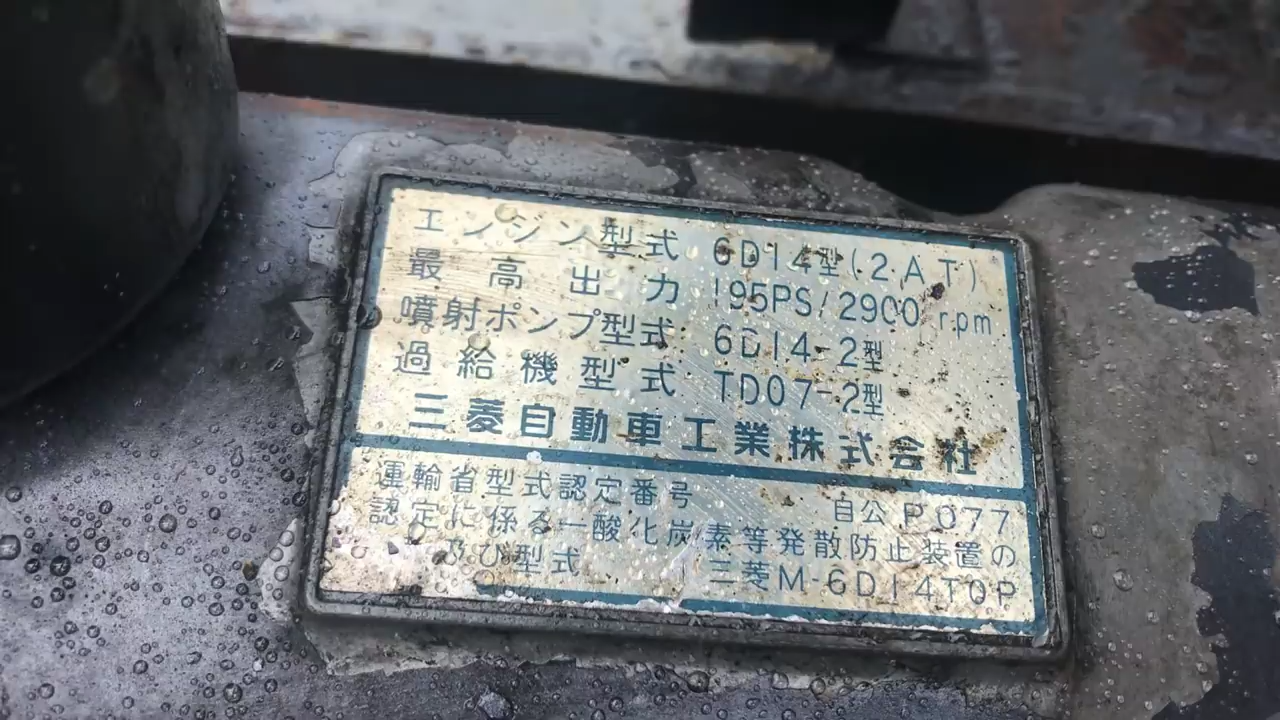 エンジン型式 6D14型(2AT)
最高出力 195PS/2900rpm
噴射ポンプ型式 6D14-2型
過給機型式 TD07-2型
三菱自動車工業株式会社
運輸省型式認定番号 自公P077
認定に係る一酸化炭素等発散防止装置の
及び型式 三菱M-6D14TOP